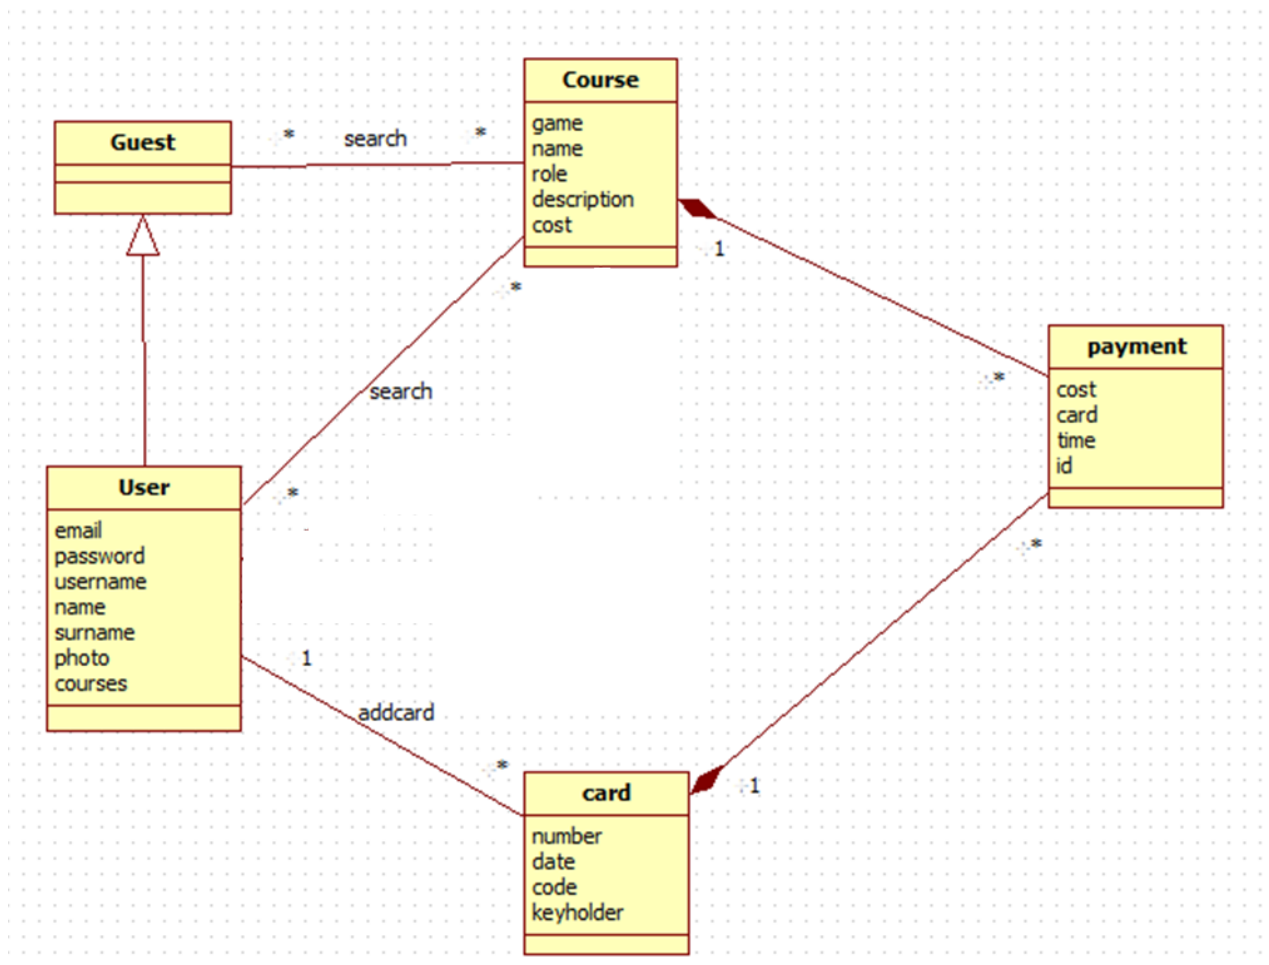 Course
game
name
role
description
cost
Guest
* search *
1
*
search
*
payment
cost
card
time
id
*
User
email
password
username
name
surname
photo
courses
1
addcard
*
card
number
date
code
keyholder
1
*